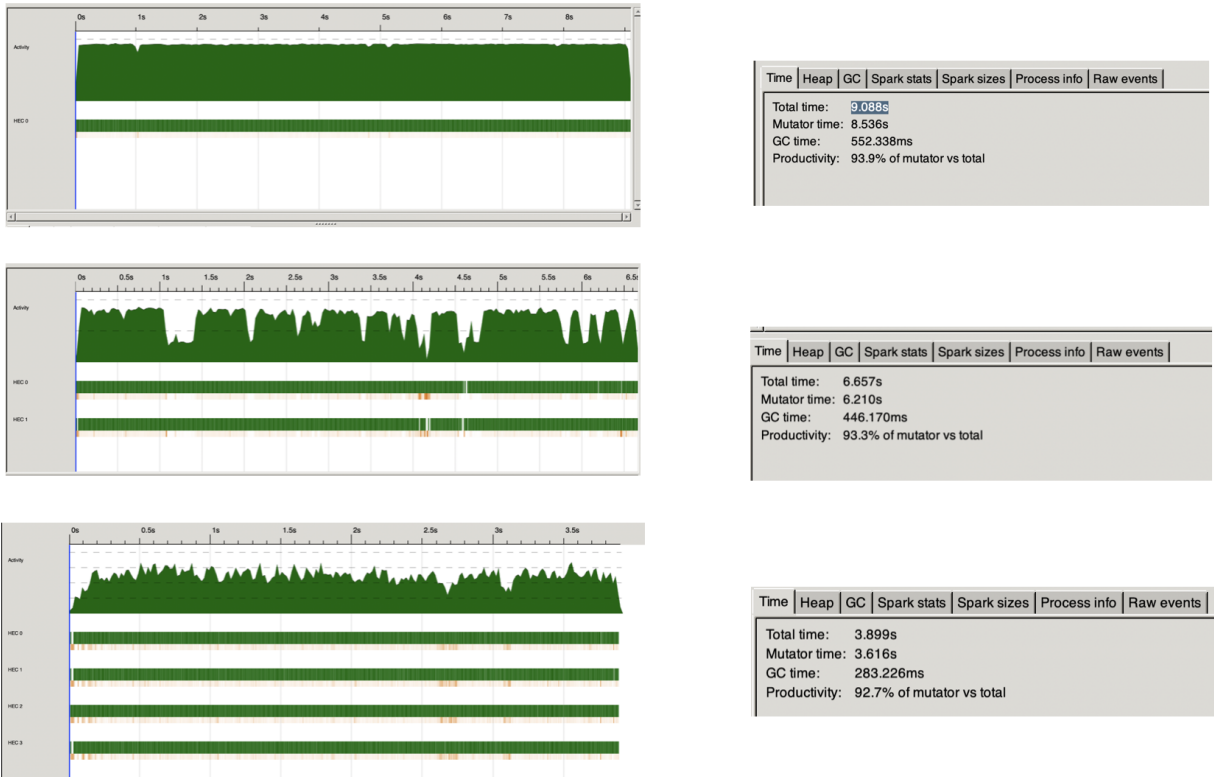 0s 1s 2s 3s 4s 5s 6s 7s 8s
Activity
HEC 0
Time Heap GC Spark stats Spark sizes Process info Raw events
Total time: 9.088s
Mutator time: 8.536s
GC time: 552.338ms
Productivity: 93.9% of mutator vs total
0s 0.5s 1s 1.5s 2s 2.5s 3s 3.5s 4s 4.5s 5s 5.5s 6s 6.5s
Activity
HEC 0
HEC 1
Time Heap GC Spark stats Spark sizes Process info Raw events
Total time: 6.657s
Mutator time: 6.210s
GC time: 446.170ms
Productivity: 93.3% of mutator vs total
0s 0.5s 1s 1.5s 2s 2.5s 3s 3.5s
Activity
HEC 0
HEC 1
HEC 2
HEC 3
Time Heap GC Spark stats Spark sizes Process info Raw events
Total time: 3.899s
Mutator time: 3.616s
GC time: 283.226ms
Productivity: 92.7% of mutator vs total